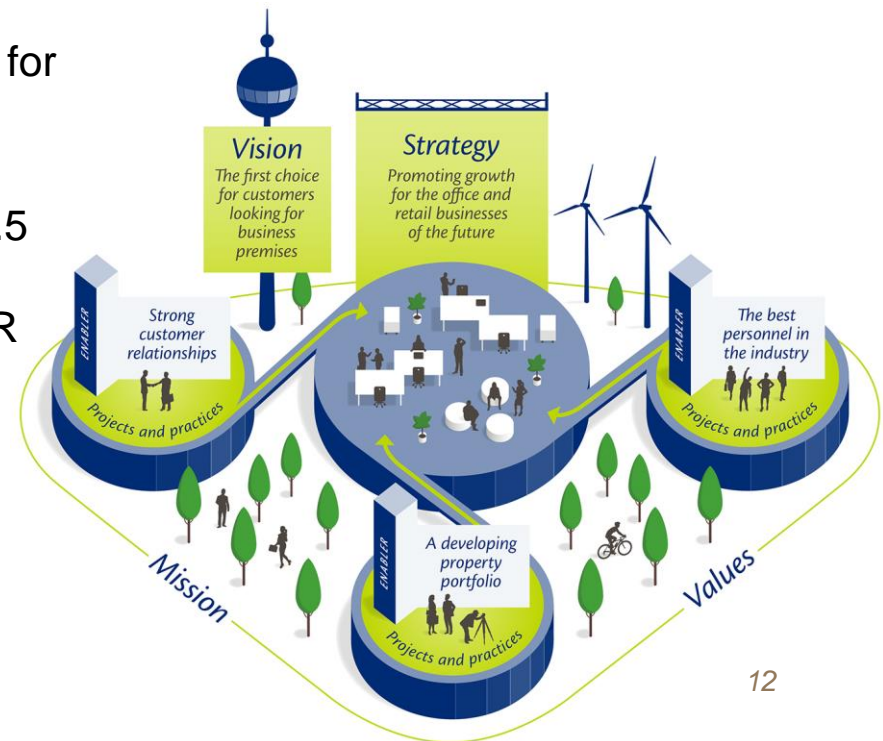 for
.5
R
Vision
The first choice
for customers
looking for
business
premises
Strategy
Promoting growth
for the office and
retail businesses
of the future
ENABLER
Strong
customer
relationships
Projects and practices
ENABLER
The best
personnel in
the industry
Projects and practices
ENABLER
A developing
property
portfolio
Projects and practices
Mission
Values
12